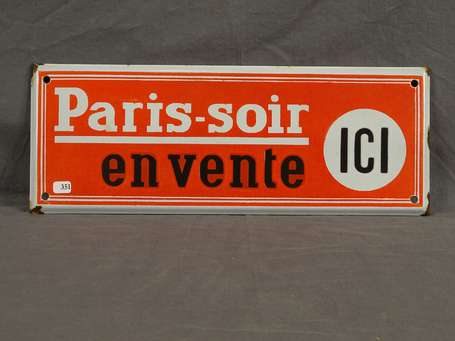 Paris-soir
en vente
ICI
351